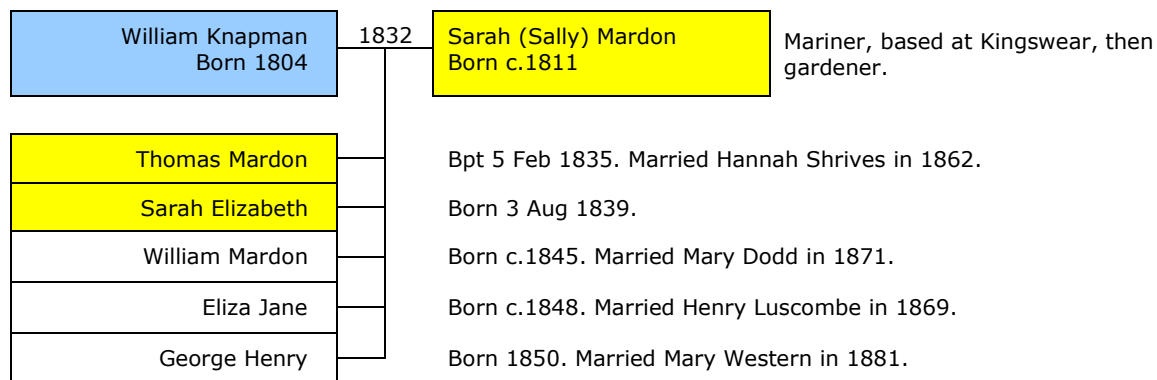 William Knapman
Born 1804
1832
Sarah (Sally) Mardon
Born c.1811
Mariner, based at Kingswear, then
gardener.
Thomas Mardon
Bpt 5 Feb 1835. Married Hannah Shrives in 1862.
Sarah Elizabeth
Born 3 Aug 1839.
William Mardon
Born c.1845. Married Mary Dodd in 1871.
Eliza Jane
Born c.1848. Married Henry Luscombe in 1869.
George Henry
Born 1850. Married Mary Western in 1881.